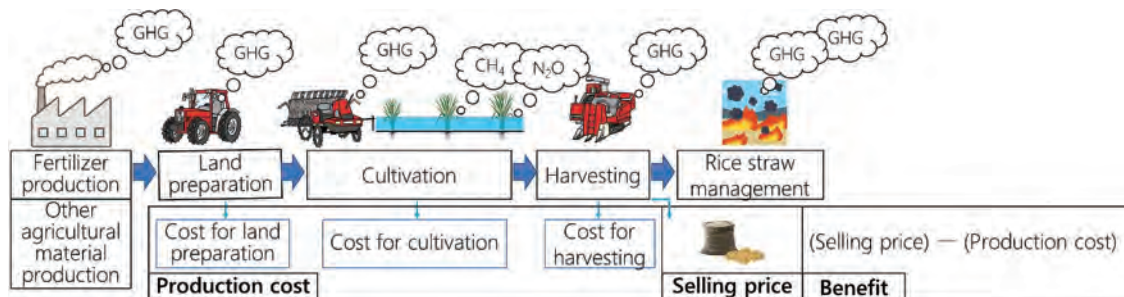 GHG
GHG
GHG
CH₄
N₂O
GHG
GHG
GHG
Fertilizer
production
Land
preparation
Cultivation
Harvesting
Rice straw
management
Other
agricultural
material
production
Cost for land
preparation
Cost for cultivation
Cost for
harvesting
(Selling price) — (Production cost)
Production cost
Selling price
Benefit